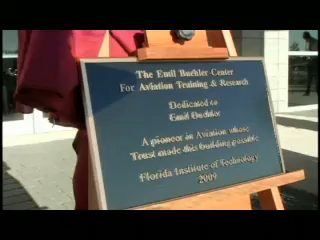 The Emil Buehler Center
For Aviation Training & Research
Dedicated to
Emil Buehler
A pioneer in Aviation whose
Trust made this building possible
Florida Institute of Technology
2009